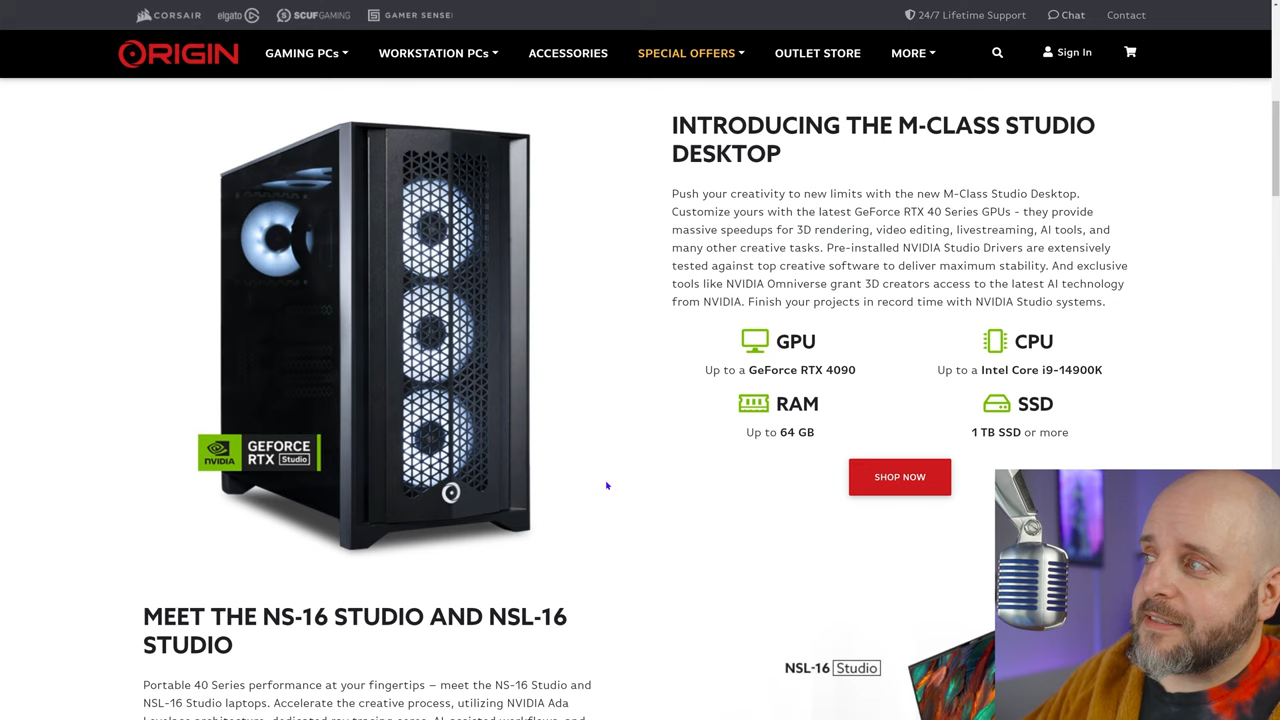 CORSAIR
elgato
SCUFGAMING
GAMER SENSEI
24/7 Lifetime Support
Chat
Contact
ORIGIN
GAMING PCs
WORKSTATION PCs
ACCESSORIES
SPECIAL OFFERS
OUTLET STORE
MORE
Sign In
INTRODUCING THE M-CLASS STUDIO
DESKTOP
Push your creativity to new limits with the new M-Class Studio Desktop.
Customize yours with the latest GeForce RTX 40 Series GPUs - they provide
massive speedups for 3D rendering, video editing, livestreaming, AI tools, and
many other creative tasks. Pre-installed NVIDIA Studio Drivers are extensively
tested against top creative software to deliver maximum stability. And exclusive
tools like NVIDIA Omniverse grant 3D creators access to the latest AI technology
from NVIDIA. Finish your projects in record time with NVIDIA Studio systems.
GPU
Up to a GeForce RTX 4090
CPU
Up to a Intel Core i9-14900K
RAM
Up to 64 GB
SSD
1 TB SSD or more
SHOP NOW
NVIDIA
GEFORCE
RTX Studio
MEET THE NS-16 STUDIO AND NSL-16
STUDIO
Portable 40 Series performance at your fingertips – meet the NS-16 Studio and
NSL-16 Studio laptops. Accelerate the creative process, utilizing NVIDIA Ada
NSL-16 Studio